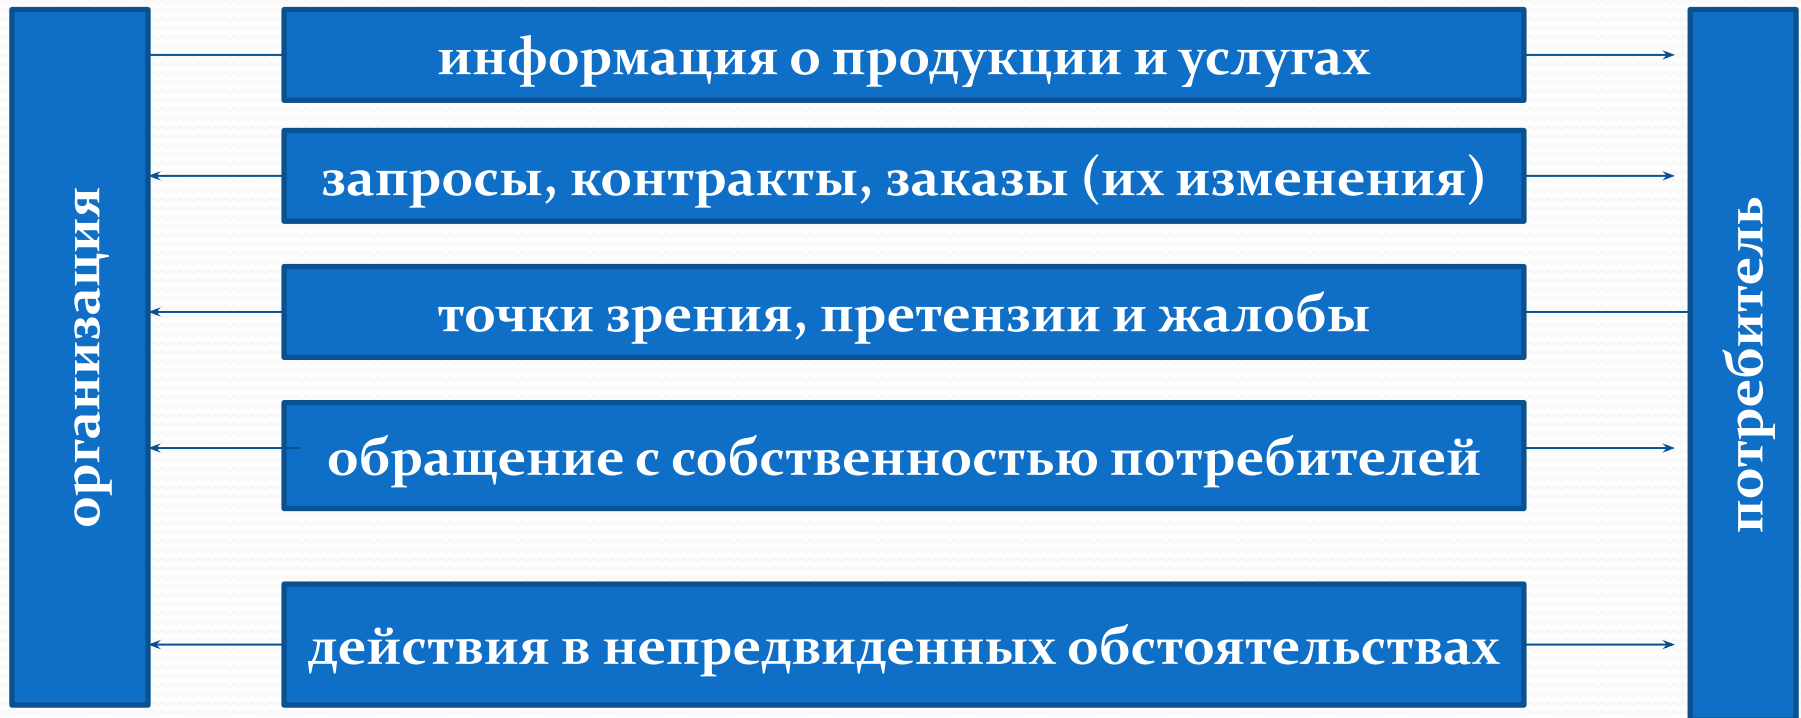 организация
информация о продукции и услугах
запросы, контракты, заказы (их изменения)
точки зрения, претензии и жалобы
обращение с собственностью потребителей
действия в непредвиденных обстоятельствах
потребитель